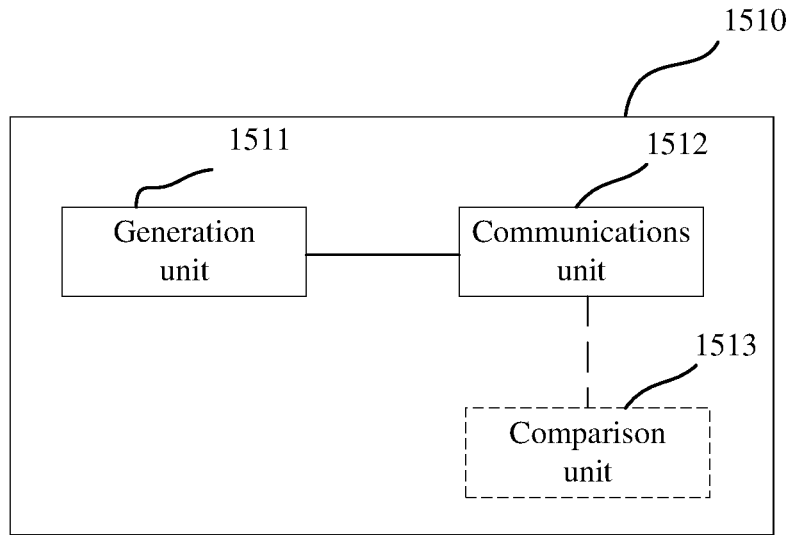 1510
1511
1512
Generation
unit
Communications
unit
1513
Comparison
unit